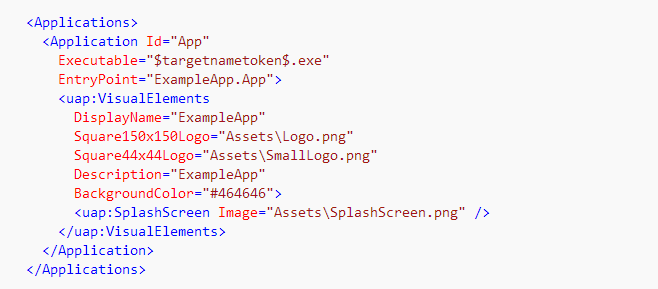 <Applications>
<Application Id="App"
Executable="$targetnametoken$.exe"
EntryPoint="ExampleApp.App">
<uap:VisualElements
DisplayName="ExampleApp"
Square150x150Logo="Assets\Logo.png"
Square44x44Logo="Assets\SmallLogo.png"
Description="ExampleApp"
BackgroundColor="#464646">
<uap:SplashScreen Image="Assets\SplashScreen.png" />
</uap:VisualElements>
</Application>
</Applications>